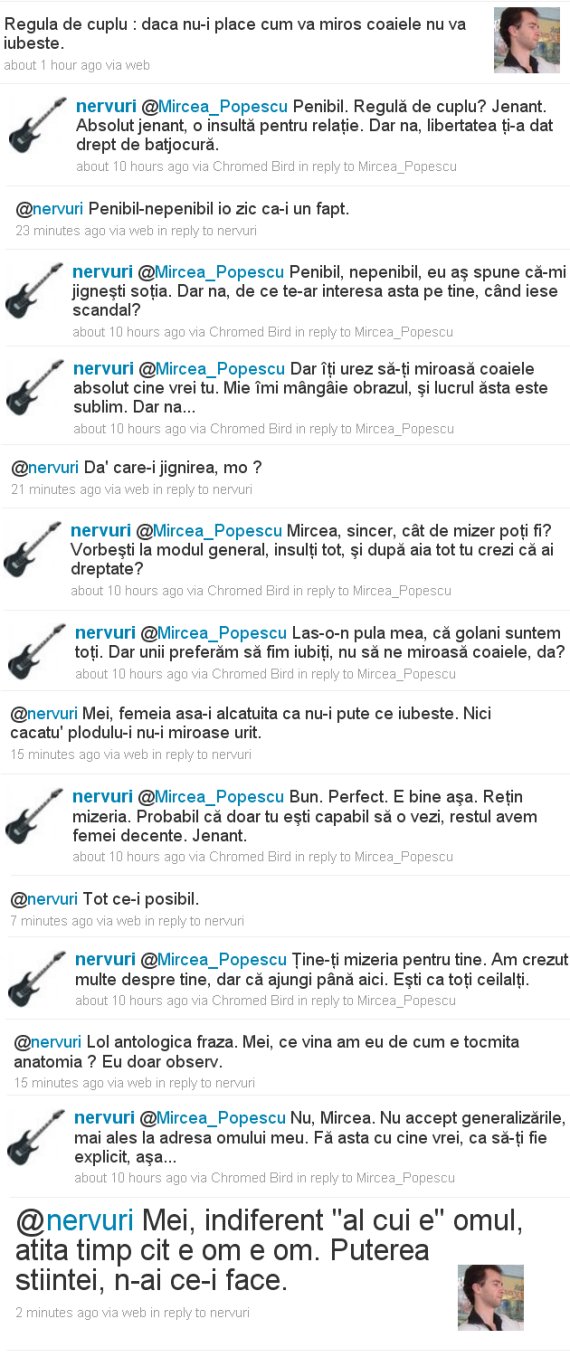 Regula de cuplu : daca nu-i place cum va miros coaiele nu va
iubeste.
about 1 hour ago via web
nervuri @Mircea_Popescu Penibil. Regulă de cuplu? Jenant.
Absolut jenant, o insultă pentru relație. Dar na, libertatea ți-a dat
drept de batjocură.
about 10 hours ago via Chromed Bird in reply to Mircea_Popescu
@nervuri Penibil-nepenibil io zic ca-i un fapt.
23 minutes ago via web in reply to nervuri
nervuri @Mircea_Popescu Penibil, nepenibil, eu aş spune că-mi
jigneşti soția. Dar na, de ce te-ar interesa asta pe tine, când iese
scandal?
about 10 hours ago via Chromed Bird in reply to Mircea_Popescu
nervuri @Mircea_Popescu Dar îți urez să-ți miroasă coaiele
absolut cine vrei tu. Mie îmi mângâie obrazul, şi lucrul ăsta este
sublim. Dar na...
about 10 hours ago via Chromed Bird in reply to Mircea_Popescu
@nervuri Da' care-i jignirea, mo ?
21 minutes ago via web in reply to nervuri
nervuri @Mircea_Popescu Mircea, sincer, cât de mizer poți fi?
Vorbeşti la modul general, insulți tot, şi după aia tot tu crezi că ai
dreptate?
about 10 hours ago via Chromed Bird in reply to Mircea_Popescu
nervuri @Mircea_Popescu Las-o-n pula mea, că golani suntem
toți. Dar unii preferăm să fim iubiți, nu să ne miroasă coaiele, da?
about 10 hours ago via Chromed Bird in reply to Mircea_Popescu
@nervuri Mei, femeia asa-i alcatuita ca nu-i pute ce iubeste. Nici
cacatu' plodulu-i nu-i miroase urit.
15 minutes ago via web in reply to nervuri
nervuri @Mircea_Popescu Bun. Perfect. E bine aşa. Rețin
mizeria. Probabil că doar tu eşti capabil să o vezi, restul avem
femei decente. Jenant.
about 10 hours ago via Chromed Bird in reply to Mircea_Popescu
@nervuri Tot ce-i posibil.
7 minutes ago via web in reply to nervuri
nervuri @Mircea_Popescu Ține-ți mizeria pentru tine. Am crezut
multe despre tine, dar că ajungi până aici. Eşti ca toți ceilalți.
about 10 hours ago via Chromed Bird in reply to Mircea_Popescu
@nervuri Lol antologica fraza. Mei, ce vina am eu de cum e tocmita
anatomia ? Eu doar observ.
15 minutes ago via web in reply to nervuri
nervuri @Mircea_Popescu Nu, Mircea. Nu accept generalizările,
mai ales la adresa omului meu. Fă asta cu cine vrei, ca să-ți fie
explicit, aşa...
about 10 hours ago via Chromed Bird in reply to Mircea_Popescu
@nervuri Mei, indiferent "al cui e" omul,
atita timp cit e om e om. Puterea
stiintei, n-ai ce-i face.
2 minutes ago via web in reply to nervuri